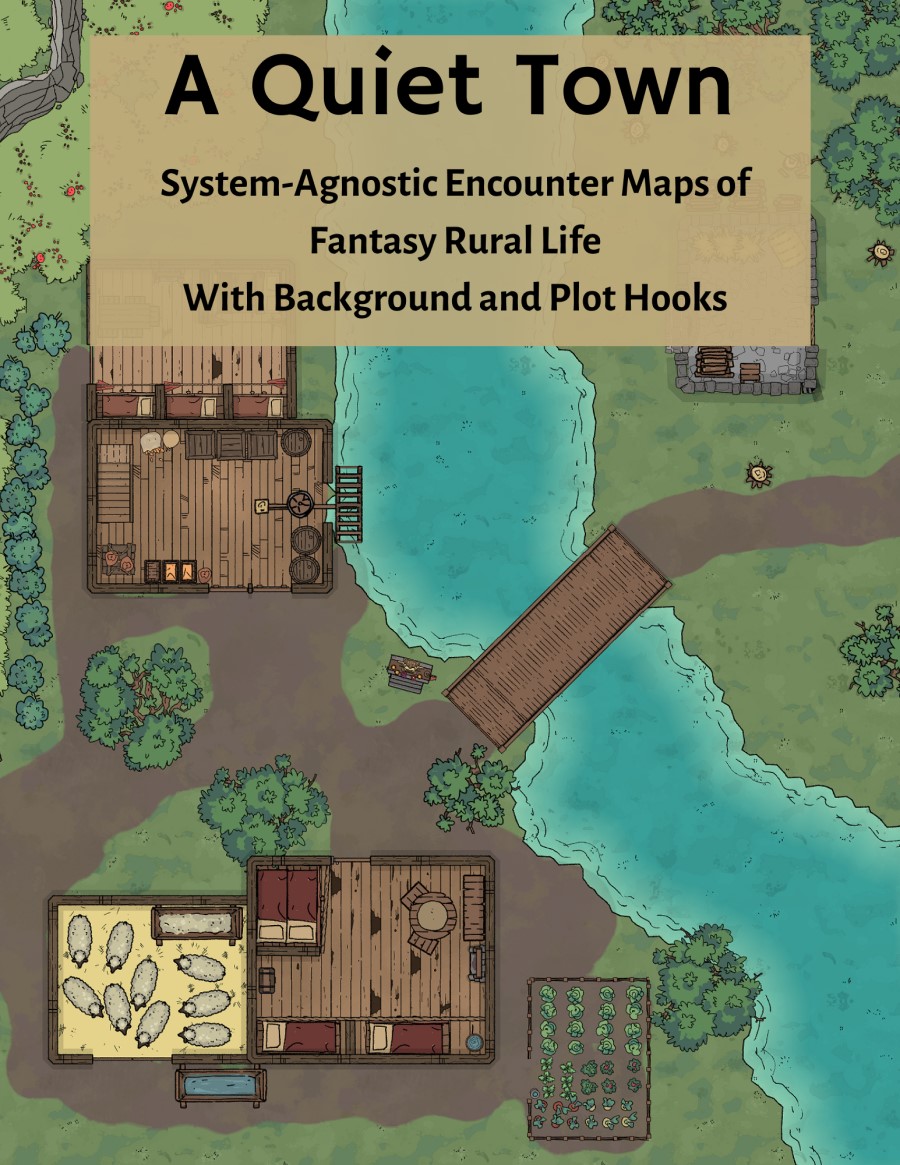 A Quiet Town
System-Agnostic Encounter Maps of
Fantasy Rural Life
With Background and Plot Hooks